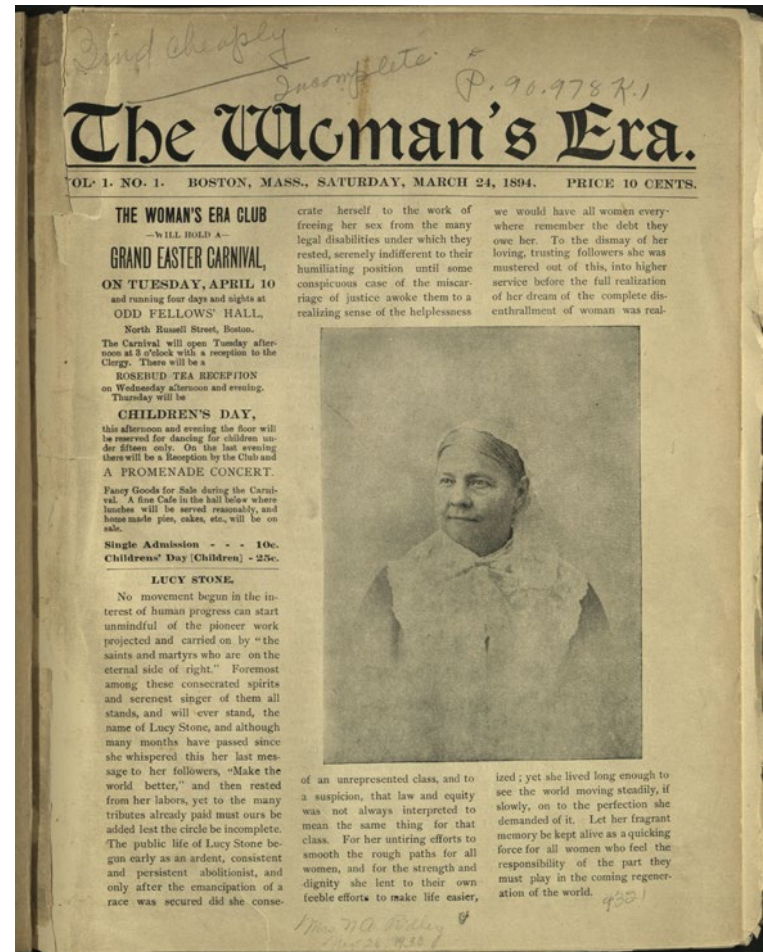 Bind cheaply
Incomplete.
P. 90.978 K.1
The Woman's Era.
VOL. 1. NO. 1. BOSTON, MASS., SATURDAY, MARCH 24, 1894. PRICE 10 CENTS.
THE WOMAN'S ERA CLUB
—WILL HOLD A—
GRAND EASTER CARNIVAL,
ON TUESDAY, APRIL 10
and running four days and nights at
ODD FELLOWS' HALL,
North Russell Street, Boston.
The Carnival will open Tuesday after-
noon at 3 o'clock with a reception to the
Clergy. There will be a
ROSEBUD TEA RECEPTION
on Wednesday afternoon and evening.
Thursday will be
CHILDREN'S DAY,
this afternoon and evening the floor will
be reserved for dancing for children un-
der fifteen only. On the last evening
there will be a Reception by the Club and
A PROMENADE CONCERT.
Fancy Goods for Sale during the Carni-
val. A fine Cafe in the hall below where
lunches will be served reasonably, and
home made pies, cakes, etc., will be on
sale.
Single Admission - - - 10c.
Childrens' Day [Children] - 25c.
LUCY STONE.
No movement begun in the in-
terest of human progress can start
unmindful of the pioneer work
projected and carried on by "the
saints and martyrs who are on the
eternal side of right." Foremost
among these consecrated spirits
and serenest singer of them all
stands, and will ever stand, the
name of Lucy Stone, and although
many months have passed since
she whispered this her last mes-
sage to her followers, "Make the
world better," and then rested
from her labors, yet to the many
tributes already paid must ours be
added lest the circle be incomplete.
The public life of Lucy Stone be-
gun early as an ardent, consistent
and persistent abolitionist, and
only after the emancipation of a
race was secured did she conse-
crate herself to the work of
freeing her sex from the many
legal disabilities under which they
rested, serenely indifferent to their
humiliating position until some
conspicuous case of the miscar-
riage of justice awoke them to a
realizing sense of the helplessness
of an unrepresented class, and to
a suspicion, that law and equity
was not always interpreted to
mean the same thing for that
class. For her untiring efforts to
smooth the rough paths for all
women, and for the strength and
dignity she lent to their own
feeble efforts to make life easier,
we would have all women every-
where remember the debt they
owe her. To the dismay of her
loving, trusting followers she was
mustered out of this, into higher
service before the full realization
of her dream of the complete dis-
enthrallment of woman was real-
ized ; yet she lived long enough to
see the world moving steadily, if
slowly, on to the perfection she
demanded of it. Let her fragrant
memory be kept alive as a quicking
force for all women who feel the
responsibility of the part they
must play in the coming regener-
ation of the world.
Mrs